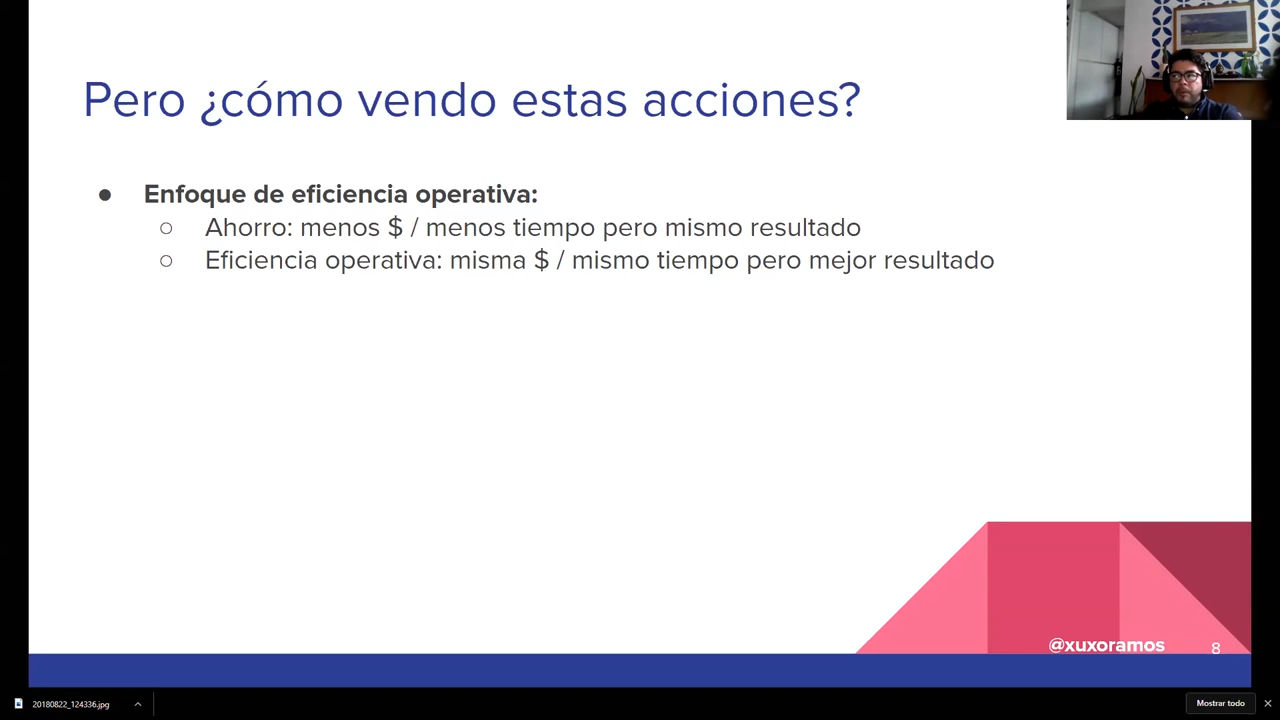 Pero ¿cómo vendo estas acciones?
● Enfoque de eficiencia operativa:
○ Ahorro: menos $ / menos tiempo pero mismo resultado
○ Eficiencia operativa: misma $ / mismo tiempo pero mejor resultado
@xuxoramos 8
20180822_124336.jpg
Mostrar todo